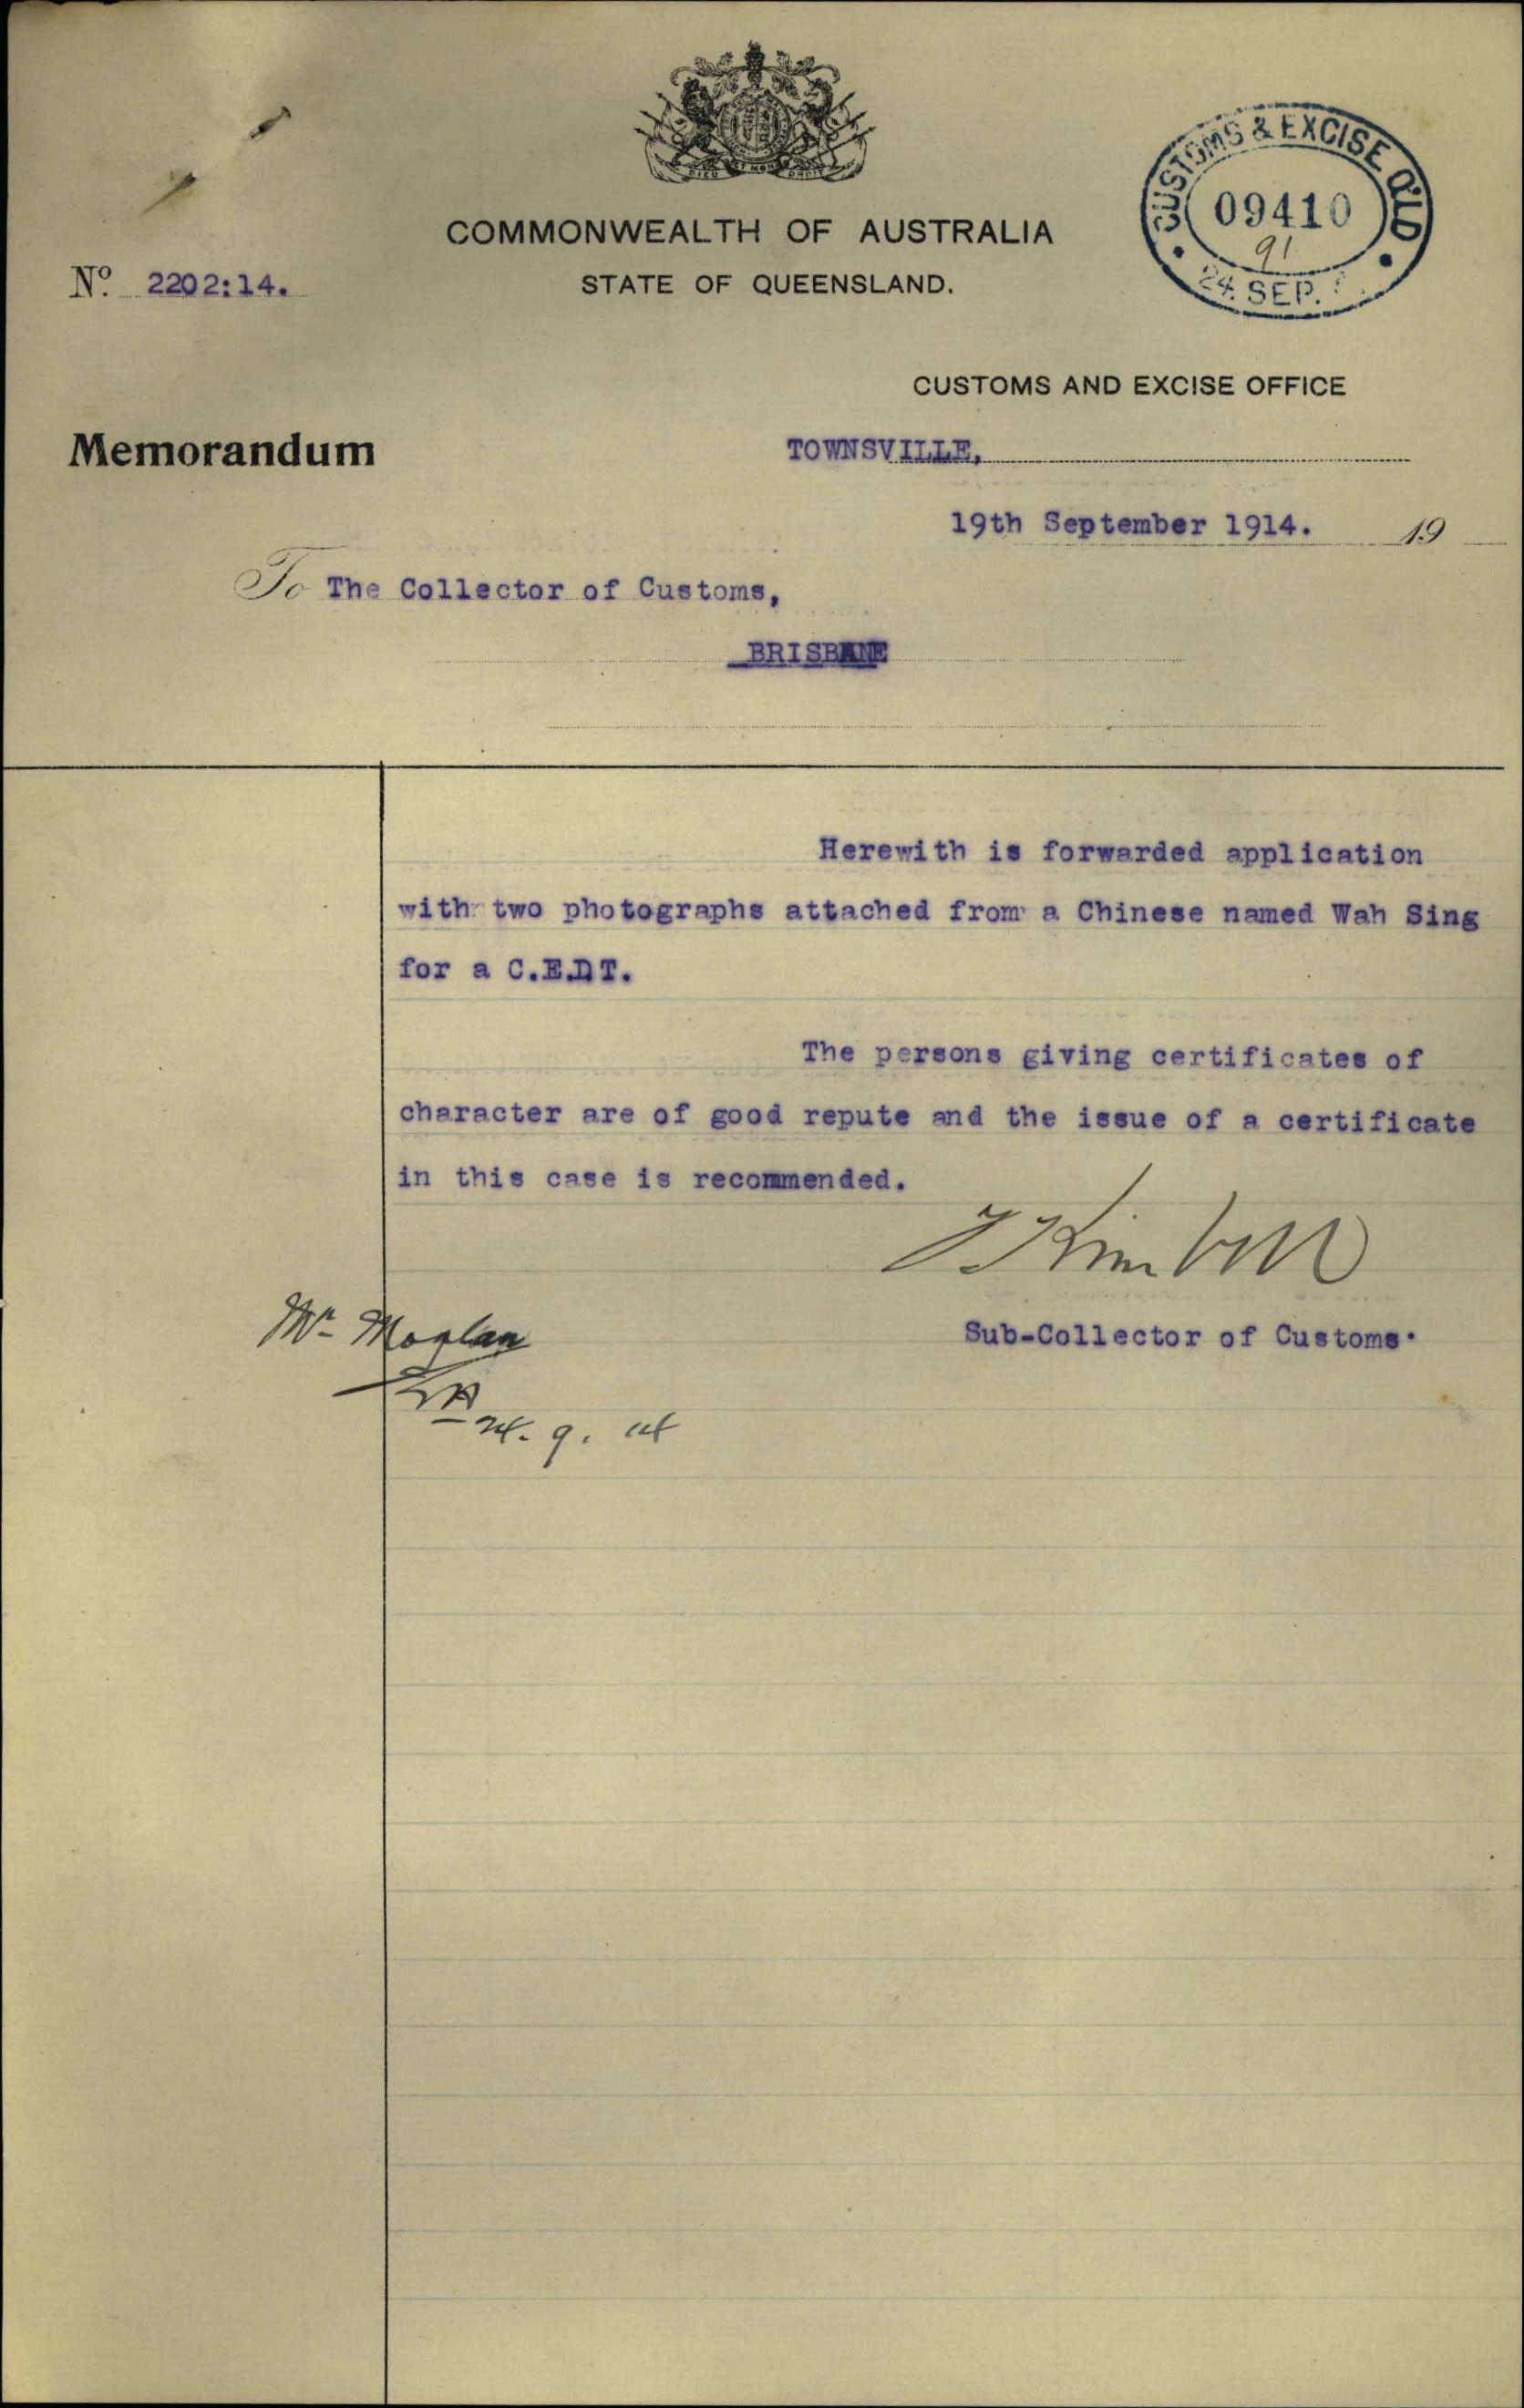 CUSTOMS & EXCISE Q'LD
09410
91
24 SEP.
COMMONWEALTH OF AUSTRALIA
STATE OF QUEENSLAND.
No. 2202:14.
CUSTOMS AND EXCISE OFFICE
Memorandum
TOWNSVILLE,
19th September 1914. 19
To The Collector of Customs,
BRISBANE
Herewith is forwarded application
with two photographs attached from a Chinese named Wah Sing
for a C.E.D.T.
The persons giving certificates of
character are of good repute and the issue of a certificate
in this case is recommended.
Sub-Collector of Customs.
Mr
24. 9. 14